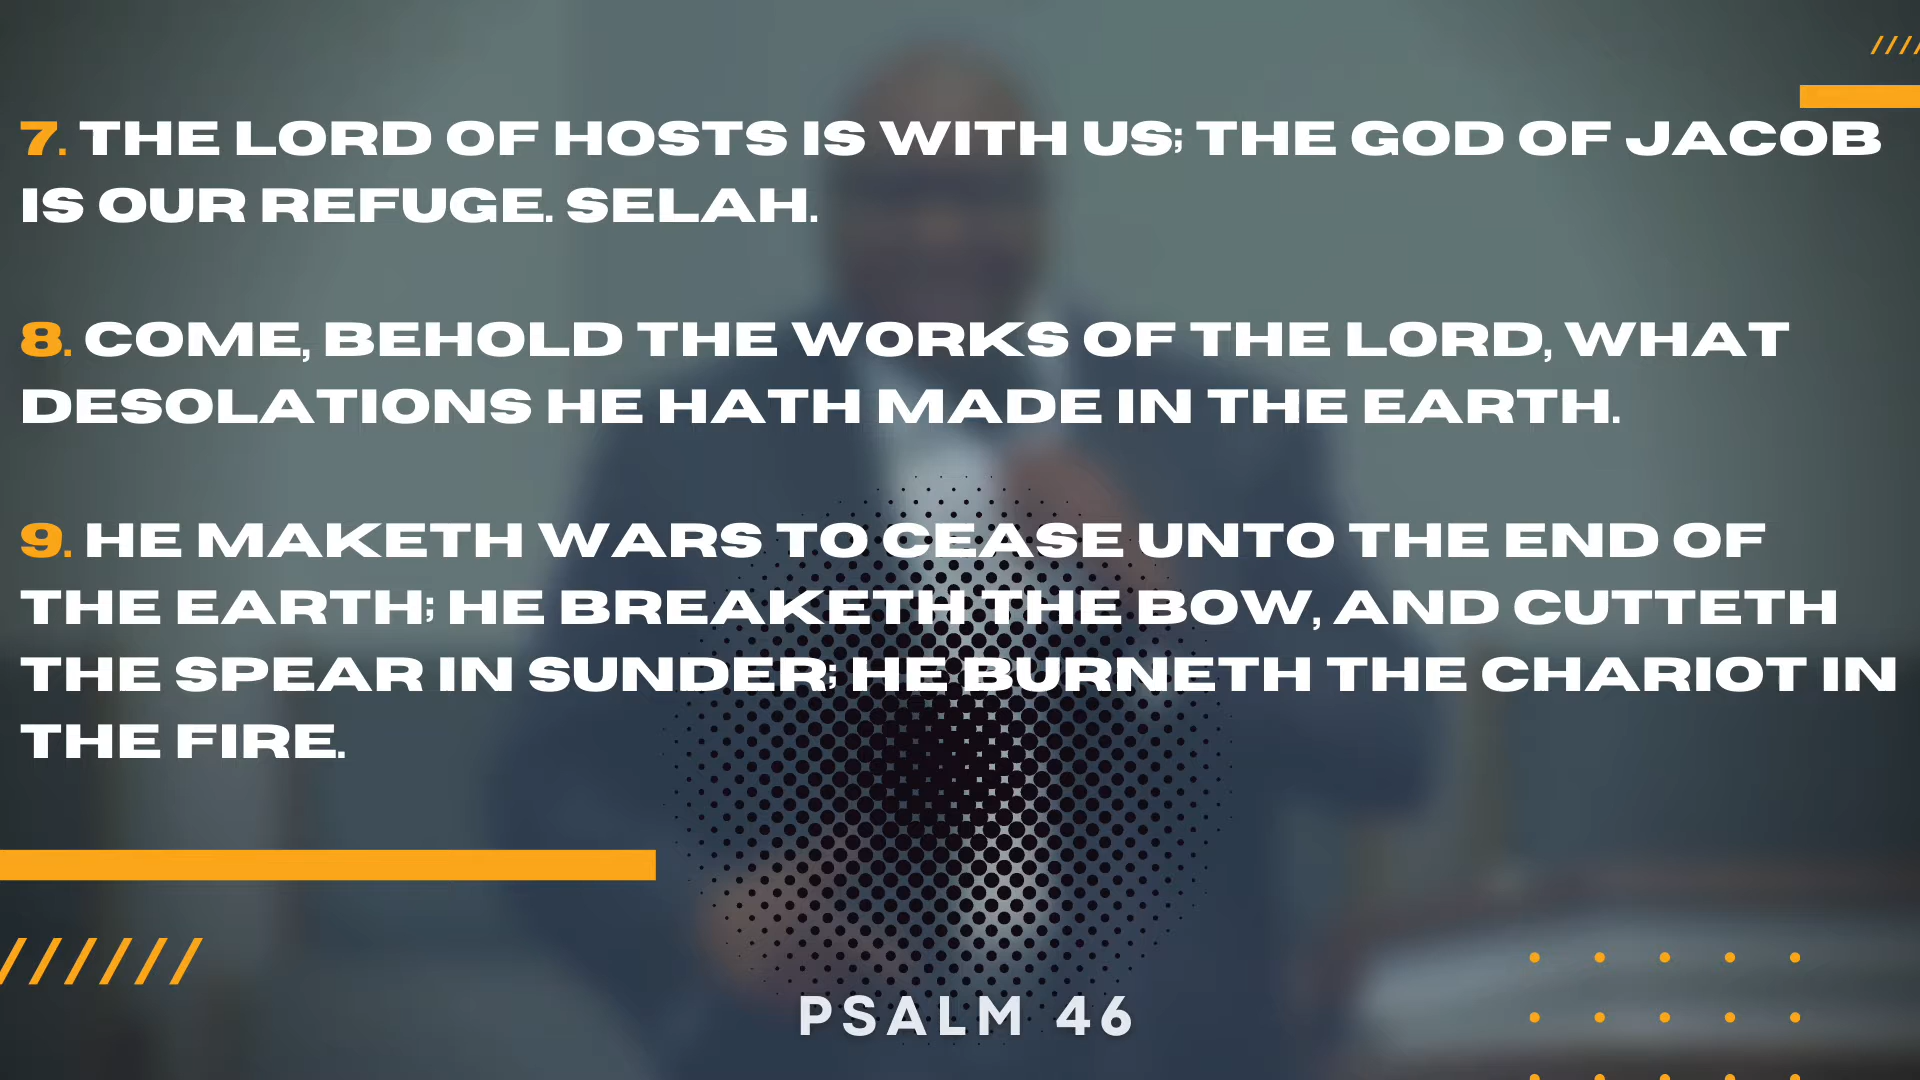 7. THE LORD OF HOSTS IS WITH US; THE GOD OF JACOB
IS OUR REFUGE. SELAH.
8. COME, BEHOLD THE WORKS OF THE LORD, WHAT
DESOLATIONS HE HATH MADE IN THE EARTH.
9. HE MAKETH WARS TO CEASE UNTO THE END OF
THE EARTH; HE BREAKETH THE BOW, AND CUTTETH
THE SPEAR IN SUNDER; HE BURNETH THE CHARIOT IN
THE FIRE.
PSALM 46